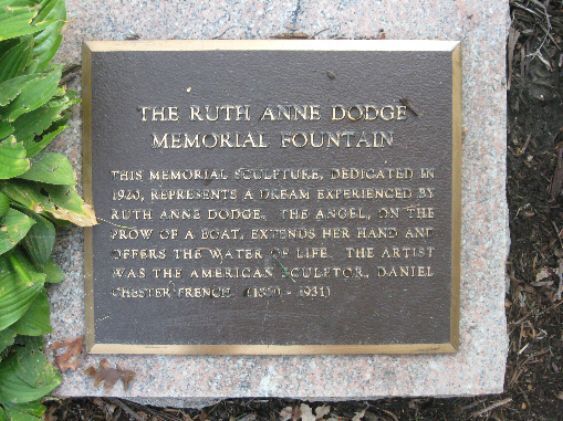 THE RUTH ANNE DODGE
MEMORIAL FOUNTAIN
THIS MEMORIAL SCULPTURE, DEDICATED IN
1920, REPRESENTS A DREAM EXPERIENCED BY
RUTH ANNE DODGE. THE ANGEL, ON THE
PROW OF A BOAT, EXTENDS HER HAND AND
OFFERS THE WATER OF LIFE. THE ARTIST
WAS THE AMERICAN SCULPTOR, DANIEL
CHESTER FRENCH (1850 - 1931)